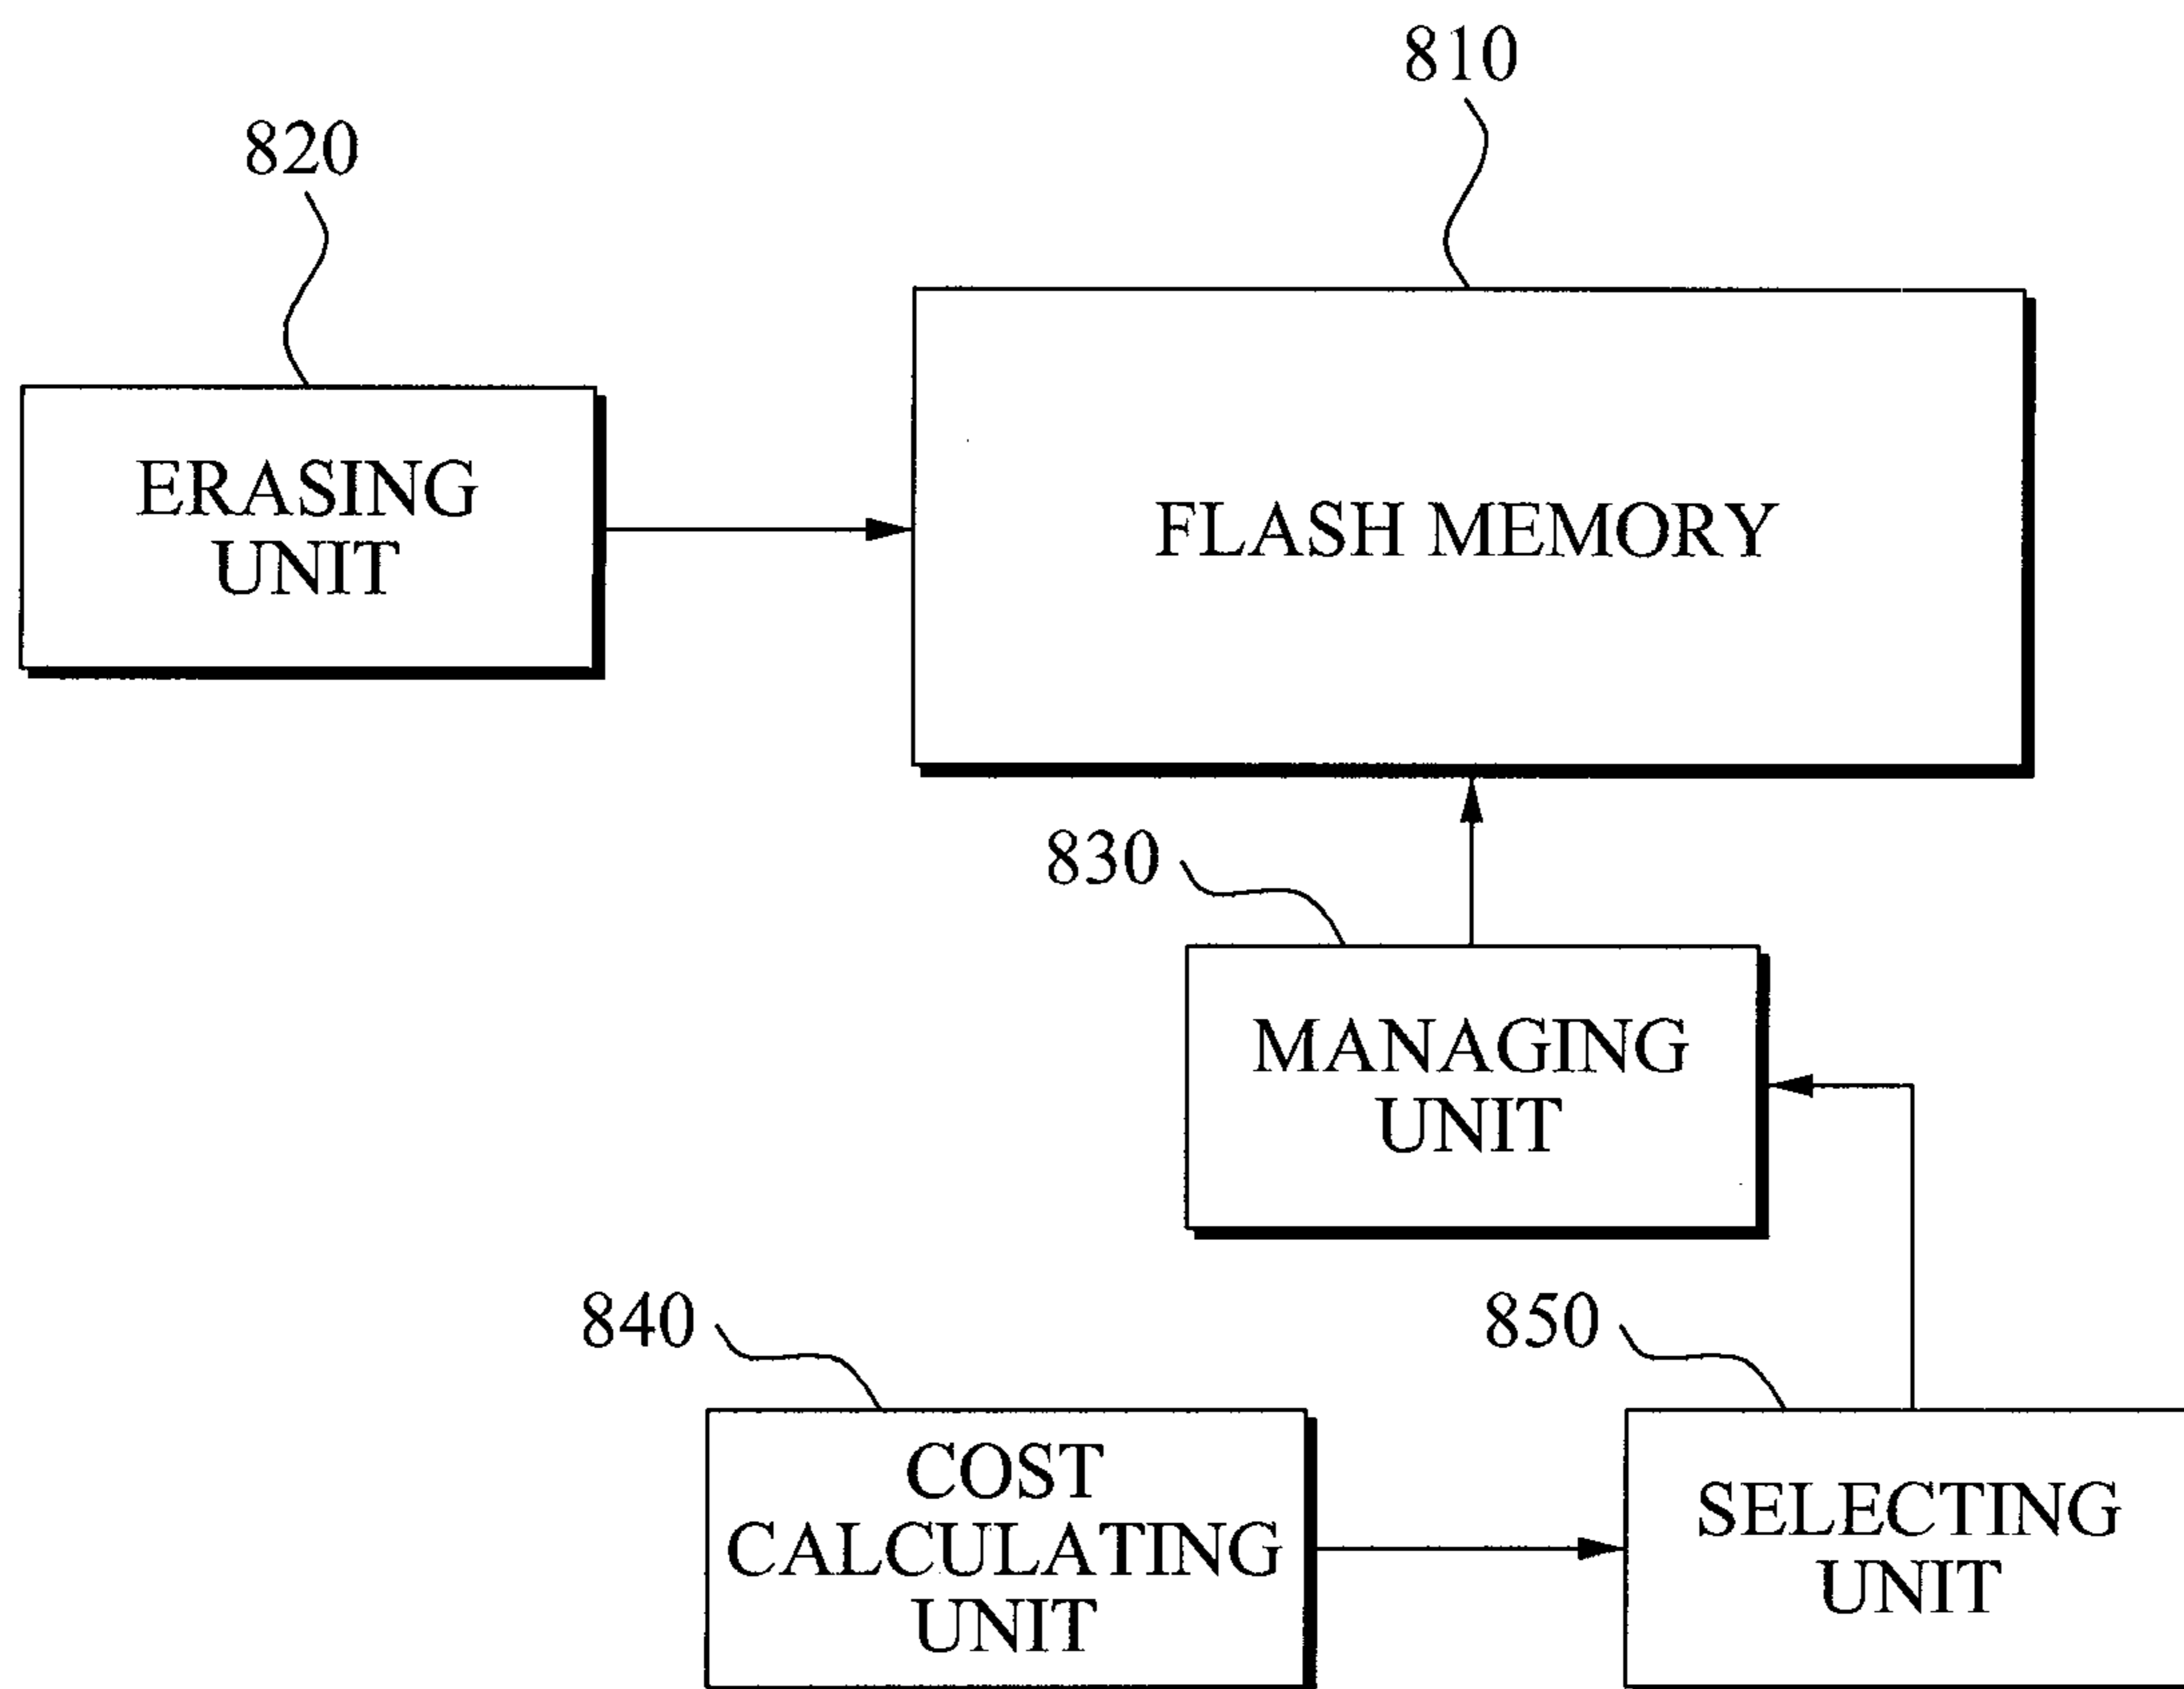 810
820
ERASING
UNIT
FLASH MEMORY
830
MANAGING
UNIT
840
850
COST
CALCULATING
UNIT
SELECTING
UNIT